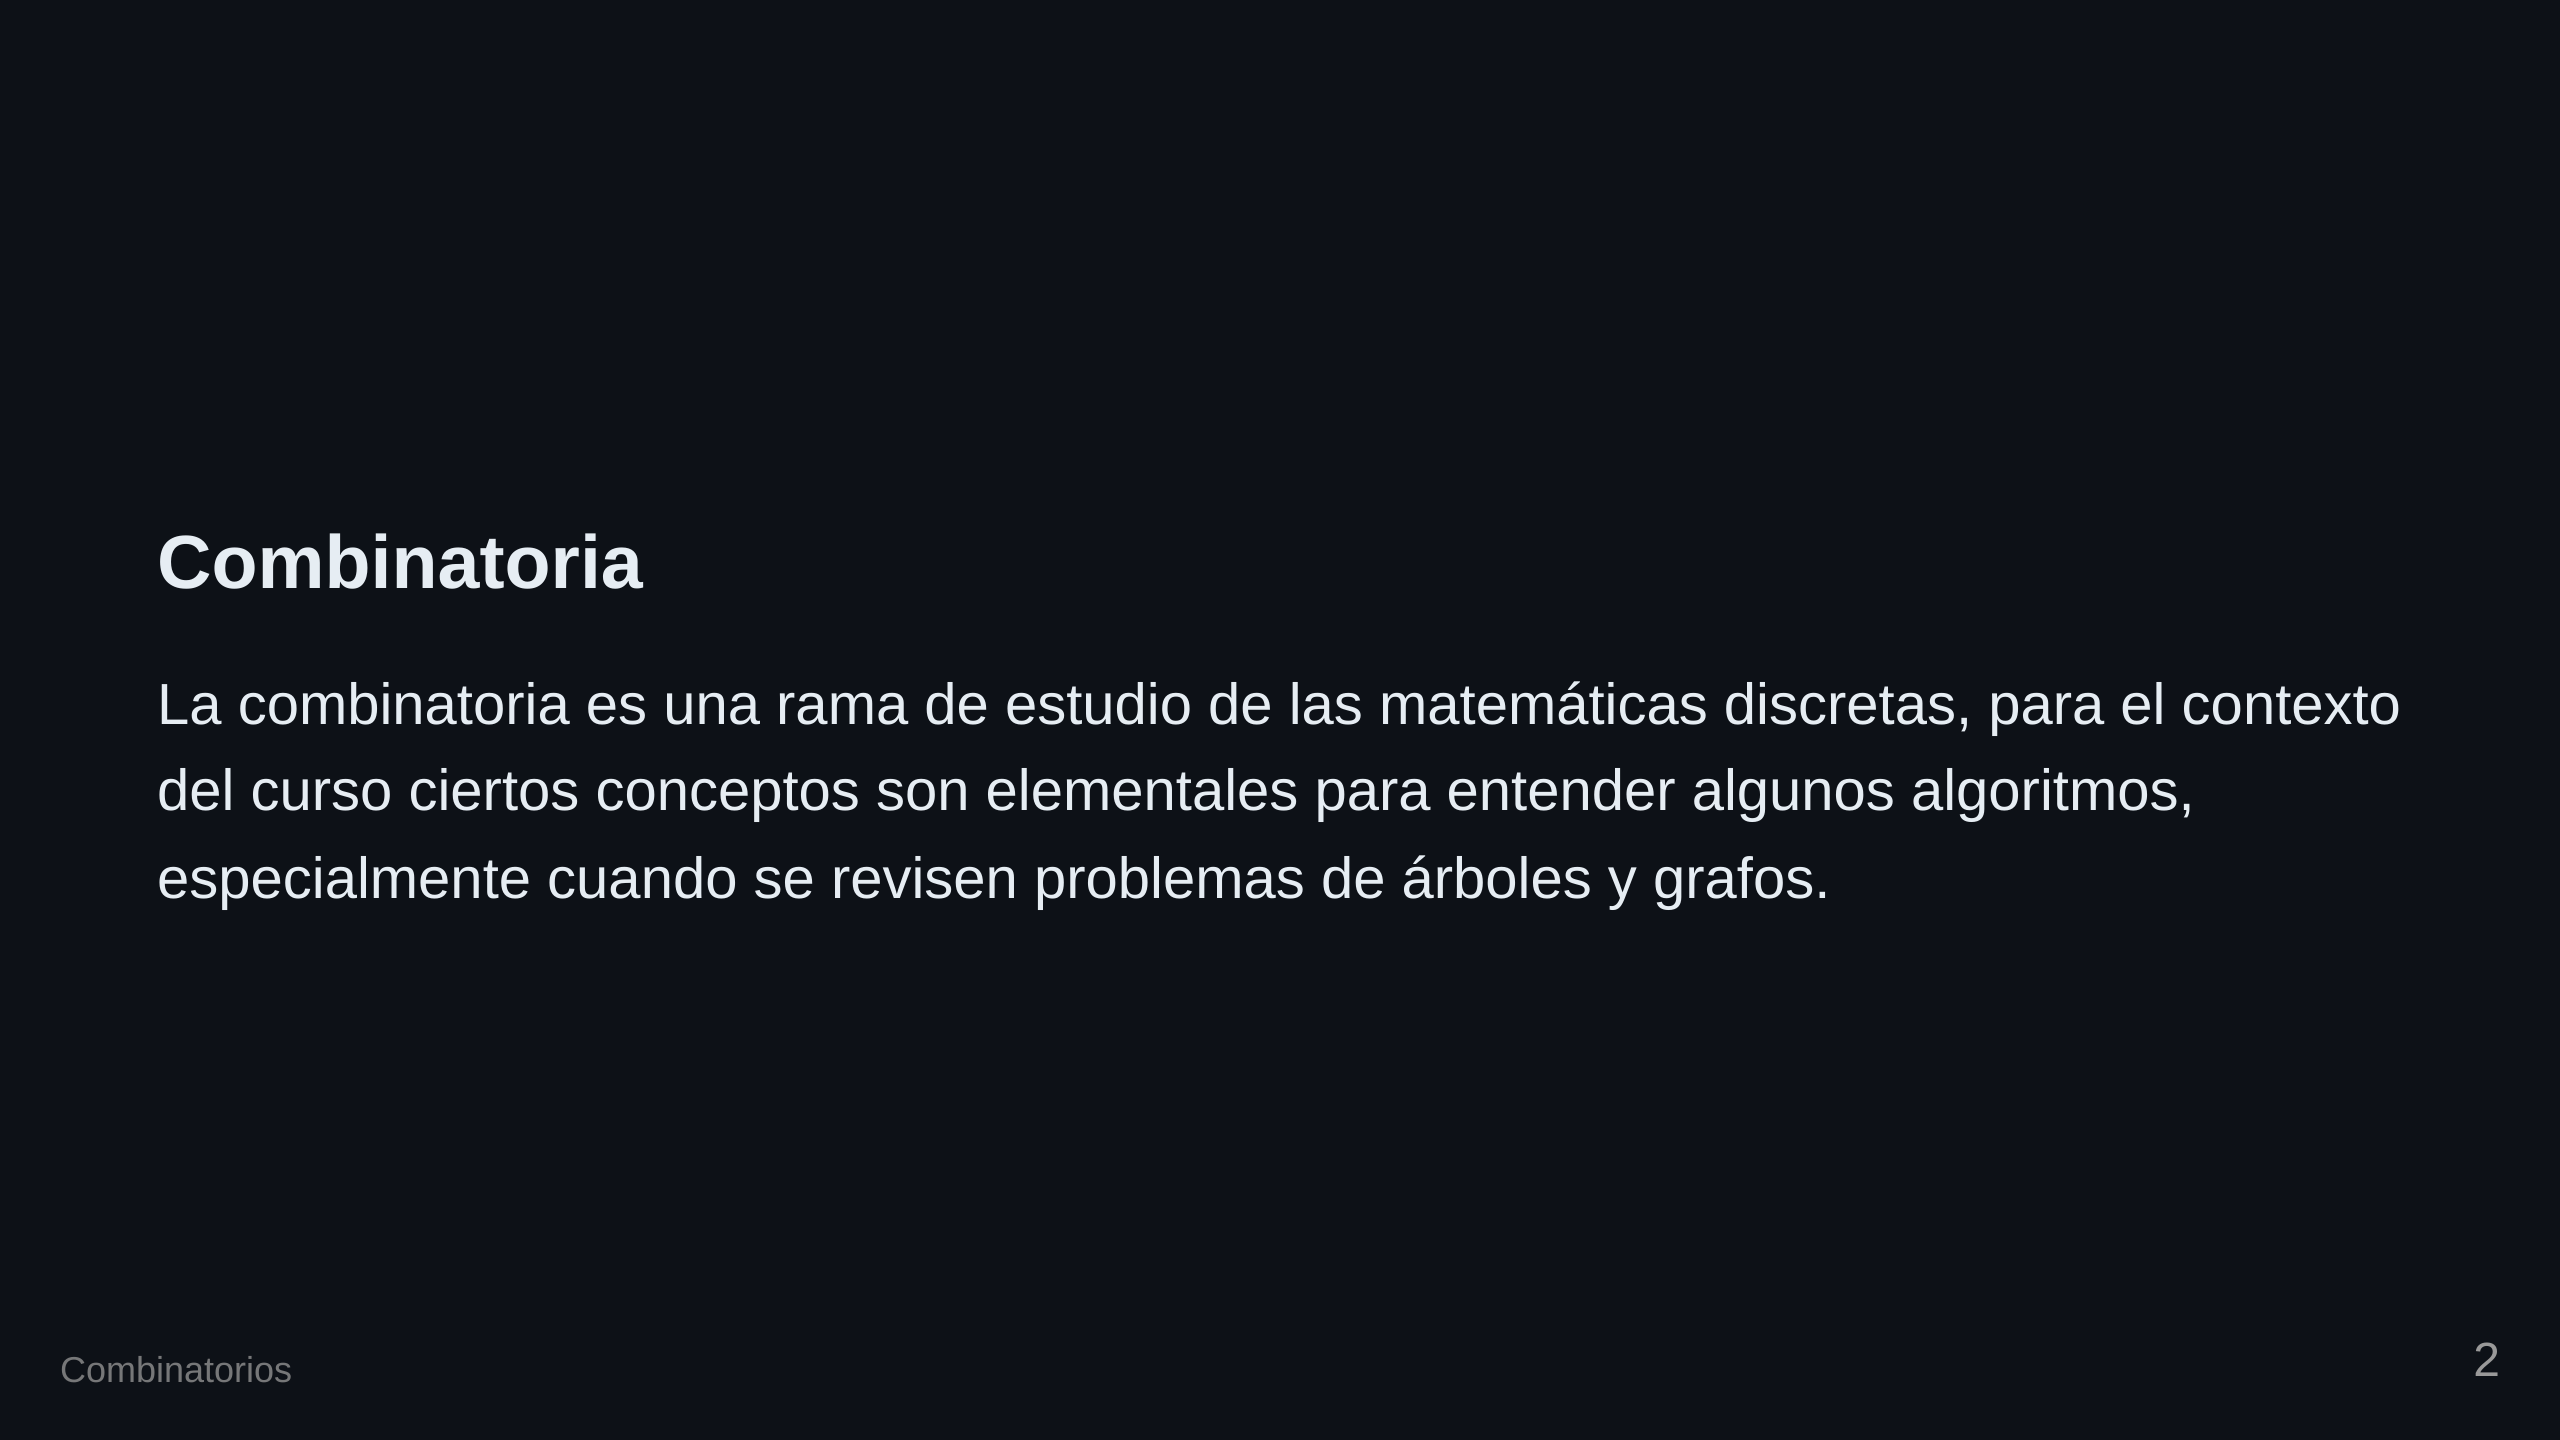 Combinatoria
La combinatoria es una rama de estudio de las matemáticas discretas, para el contexto
del curso ciertos conceptos son elementales para entender algunos algoritmos,
especialmente cuando se revisen problemas de árboles y grafos.
Combinatorios
2